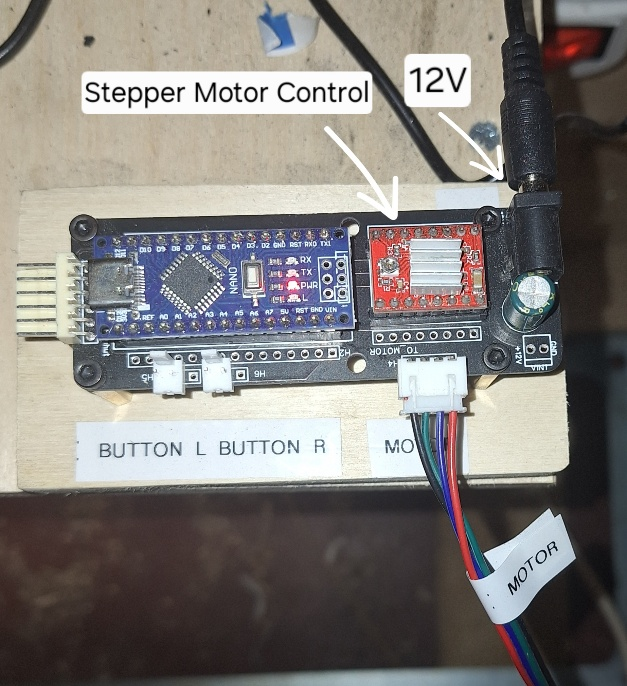 Stepper Motor Control
12V
D10 D9 D8 D7 D6 D5 D4 D3 D2 GND RST RX0 TX1
RX
TX
PWR
L
NANO
REF A0 A1 A2 A3 A4 A5 A6 A7 5V RST GND VIN
H2
TO MOTOR
H4
H5
H6
GND
+12V
BUTTON L BUTTON R
MO
MOTOR